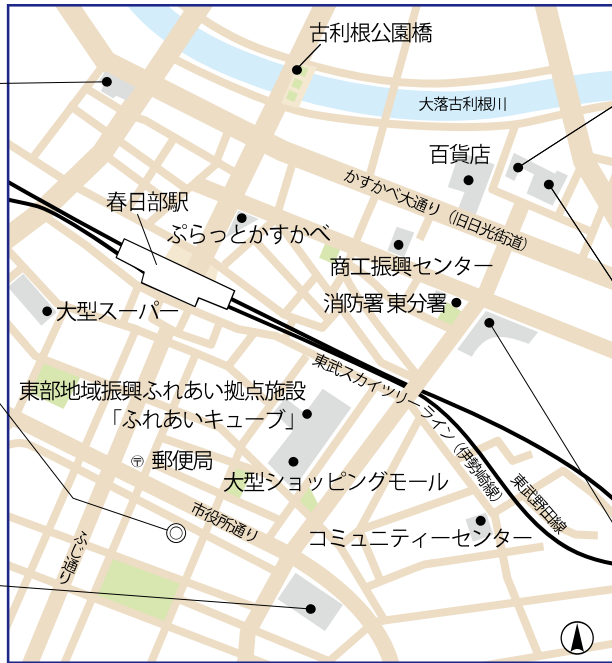 古利根公園橋
大落古利根川
百貨店
かすかべ大通り（旧日光街道）
春日部駅
ぷらっとかすかべ
商工振興センター
消防署 東分署
大型スーパー
東武スカイツリーライン（伊勢崎線）
東部地域振興ふれあい拠点施設
「ふれあいキューブ」
〶 郵便局
大型ショッピングモール
東武野田線
市役所通り
コミュニティーセンター
ふじ通り